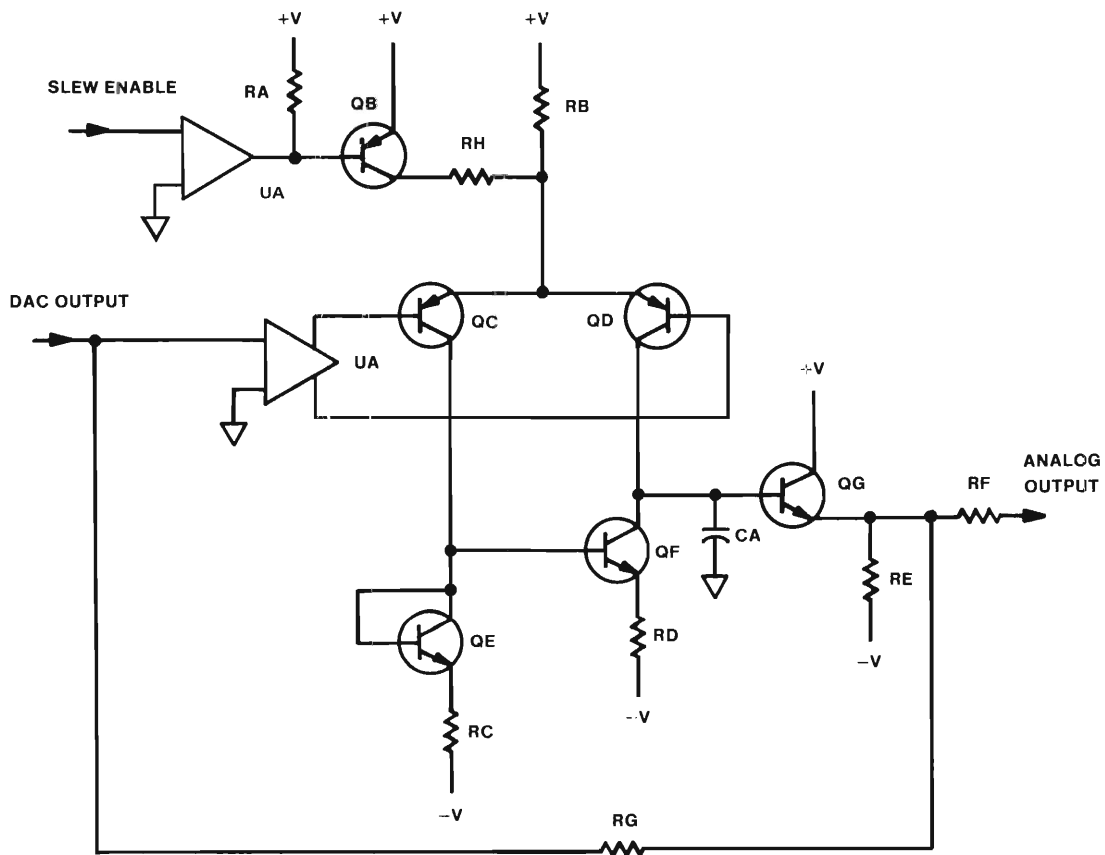 +V
+V
+V
SLEW ENABLE
RA
QB
RB
RH
UA
DAC OUTPUT
QC
QD
UA
+V
QG
ANALOG
OUTPUT
RF
CA
QF
RE
QE
RD
-V
-V
RC
-V
RG